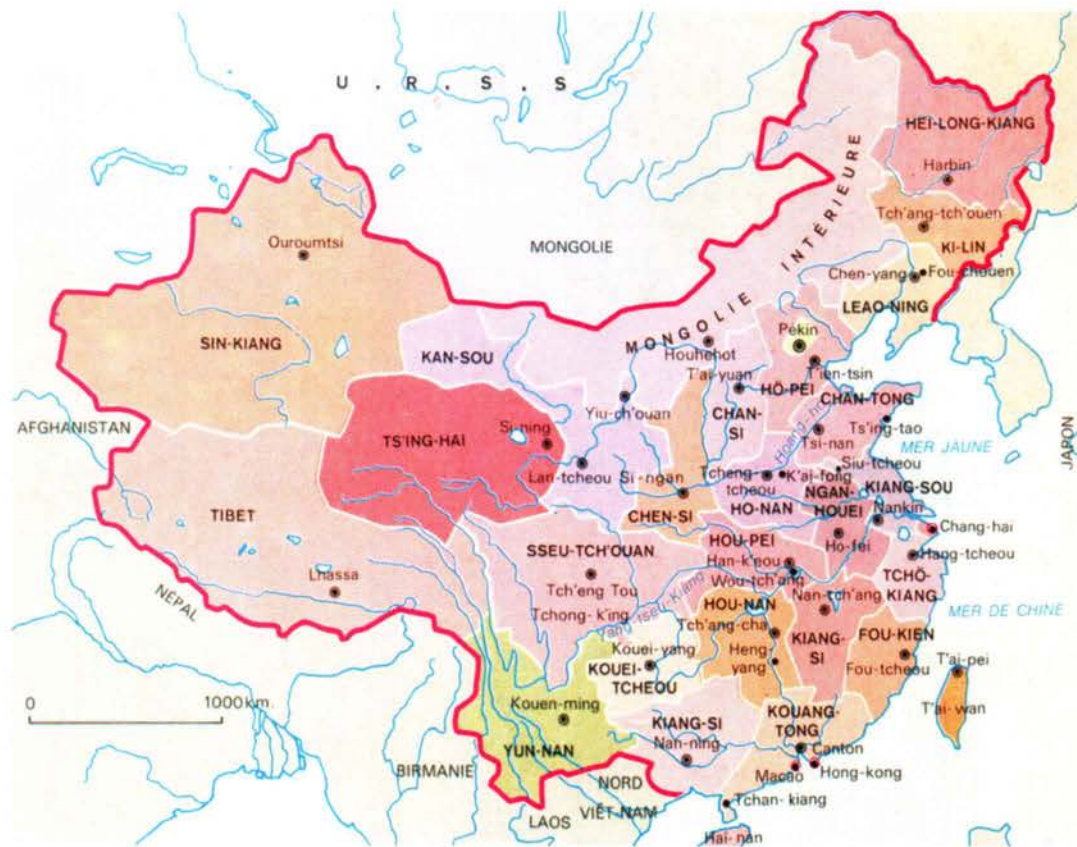 U.R.S.S
HEI-LONG-KIANG
Harbin
Tch'ang-tch'ouen
KI-LIN
Ouroumtsi
MONGOLIE
MONGOLIE INTÉRIEURE
Chen-yang
Fou-chouen
LEAO-NING
SIN-KIANG
KAN-SOU
Pékin
Houhehot
T'ai-yuan
T'ien-tsin
HÖ-PEI
CHAN-TONG
Yiu-ch'ouan
CHAN-
SI
Hoang-ho
Ts'ing-tao
Tsi-nan
AFGHANISTAN
TS'ING-HAI
Si-ning
MER JAUNE
JAPON
Lan-tcheou
Si-ngan
Tcheng-
tcheou
K'ai-fong
Siu-tcheou
KIANG-SOU
NGAN-
HOUEI
HO-NAN
Nankin
TIBET
CHEN-SI
Chang-hai
SSEU-TCH'OUAN
HOU-PEI
Ho-fei
Hang-tcheou
Han-k'eou
Wou-tch'ang
TCHÖ-
KIANG
Lhassa
Tch'eng Tou
Tchong-k'ing
Yang-tseu-Kiang
Nan-tch'ang
NÉPAL
HOU-NAN
MER DE CHINE
Tch'ang-cha
KIANG-
SI
FOU-KIEN
Kouei-yang
Heng-
yang
Fou-tcheou
T'ai-pei
KOUEI-
TCHEOU
T'ai-wan
0
1000km.
Kouen-ming
KIANG-SI
KOUANG-
TONG
YUN-NAN
Nan-ning
Canton
BIRMANIE
NORD
VIÊT-NAM
Macao
Hong-kong
LAOS
Tchan-kiang
Hai-nan